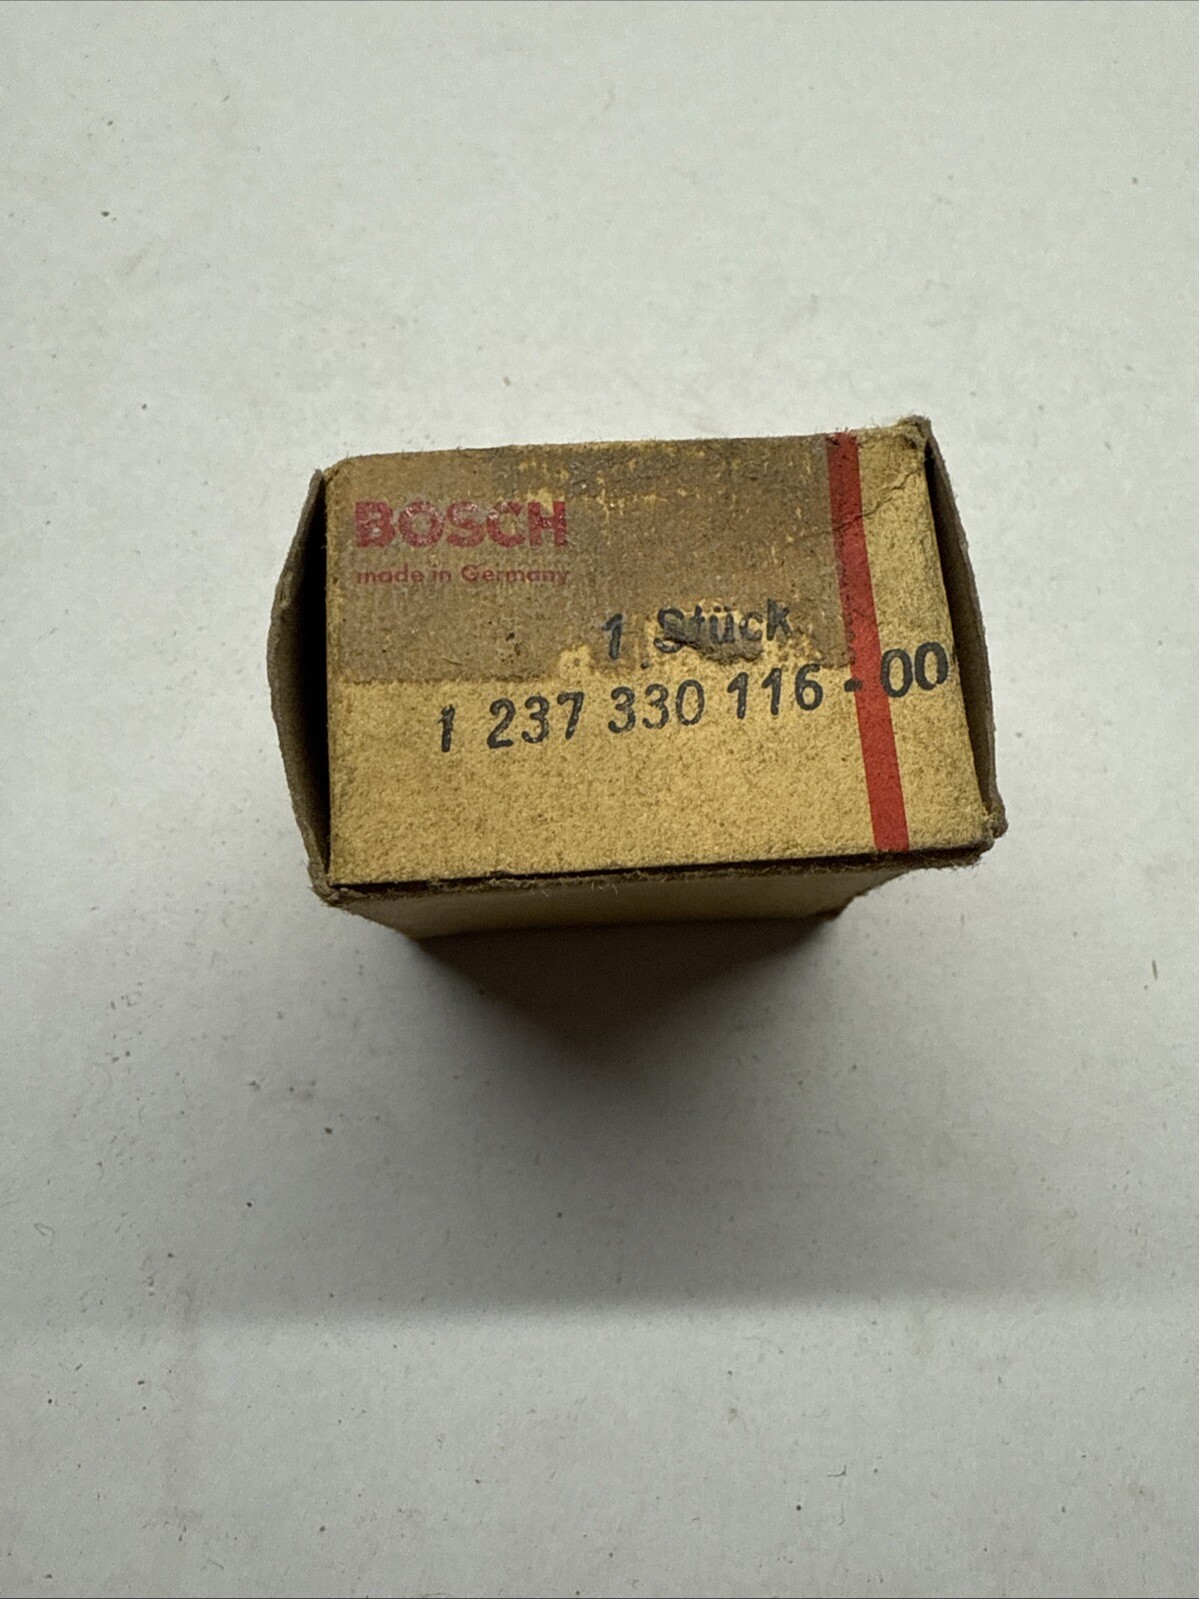 BOSCH
made in Germany
1 Stück
1 237 330 116 - 00